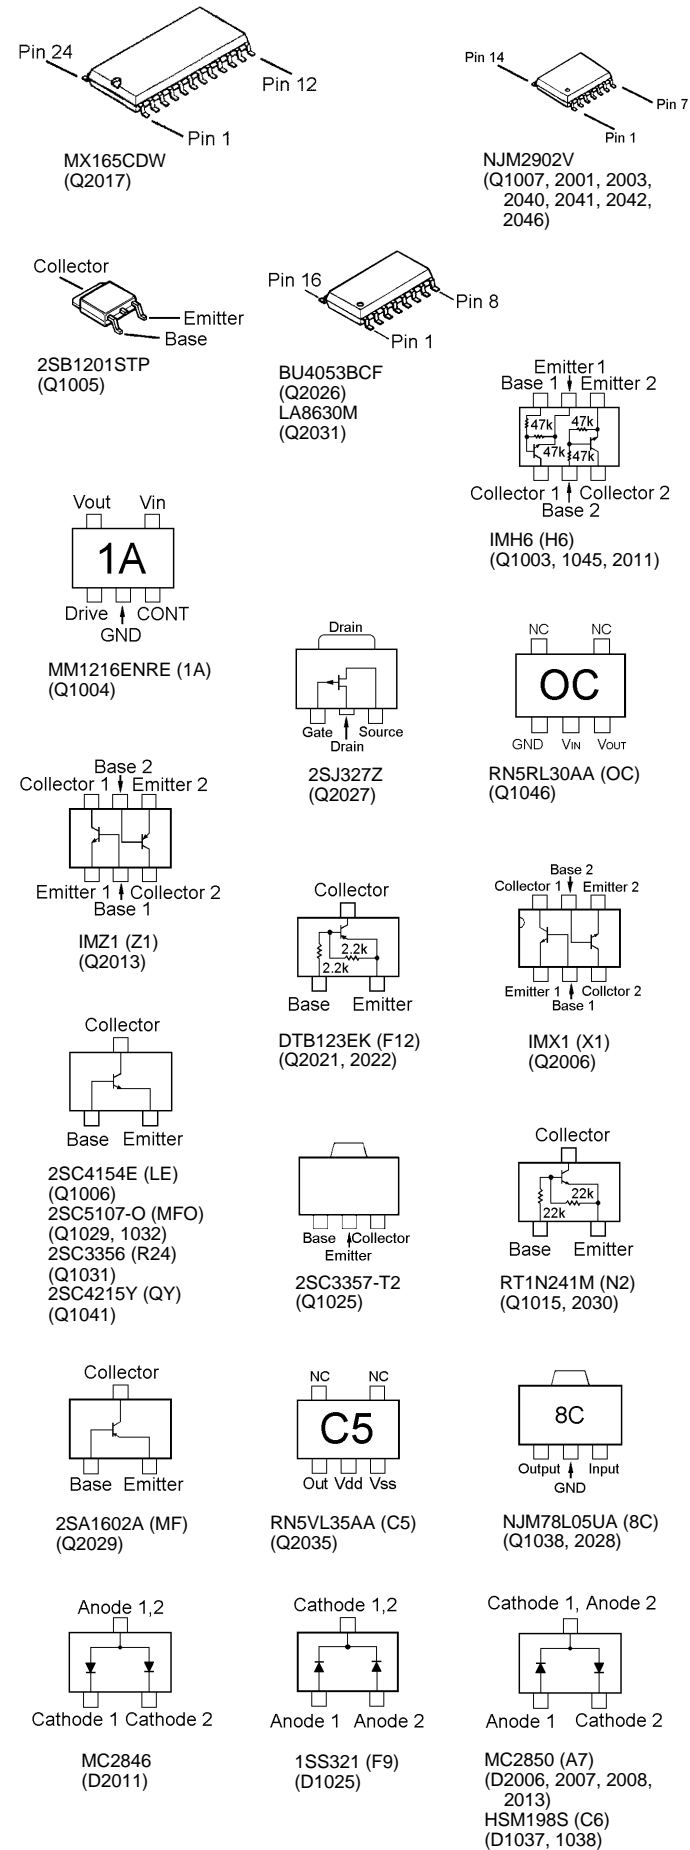 Pin 24
Pin 12
Pin 1
MX165CDW
(Q2017)
Pin 14
Pin 7
Pin 1
NJM2902V
(Q1007, 2001, 2003,
2040, 2041, 2042,
2046)
Collector
Emitter
Base
2SB1201STP
(Q1005)
Pin 16
Pin 8
Pin 1
BU4053BCF
(Q2026)
LA8630M
(Q2031)
Emitter 1
Base 1 Emitter 2
47k 47k
47k 47k
Collector 1 Collector 2
Base 2
IMH6 (H6)
(Q1003, 1045, 2011)
Vout Vin
1A
Drive CONT
GND
MM1216ENRE (1A)
(Q1004)
Drain
Gate Source
Drain
2SJ327Z
(Q2027)
NC NC
OC
GND VIN VOUT
RN5RL30AA (OC)
(Q1046)
Base 2
Collector 1 Emitter 2
Emitter 1 Collector 2
Base 1
IMZ1 (Z1)
(Q2013)
Collector
2.2k
2.2k
Base Emitter
DTB123EK (F12)
(Q2021, 2022)
Base 2
Collector 1 Emitter 2
Emitter 1 Collctor 2
Base 1
IMX1 (X1)
(Q2006)
Collector
Base Emitter
2SC4154E (LE)
(Q1006)
2SC5107-O (MFO)
(Q1029, 1032)
2SC3356 (R24)
(Q1031)
2SC4215Y (QY)
(Q1041)
Base Collector
Emitter
2SC3357-T2
(Q1025)
Collector
22k
22k
Base Emitter
RT1N241M (N2)
(Q1015, 2030)
Collector
Base Emitter
2SA1602A (MF)
(Q2029)
NC NC
C5
Out Vdd Vss
RN5VL35AA (C5)
(Q2035)
8C
Output Input
GND
NJM78L05UA (8C)
(Q1038, 2028)
Anode 1,2
Cathode 1 Cathode 2
MC2846
(D2011)
Cathode 1,2
Anode 1 Anode 2
1SS321 (F9)
(D1025)
Cathode 1, Anode 2
Anode 1 Cathode 2
MC2850 (A7)
(D2006, 2007, 2008,
2013)
HSM198S (C6)
(D1037, 1038)